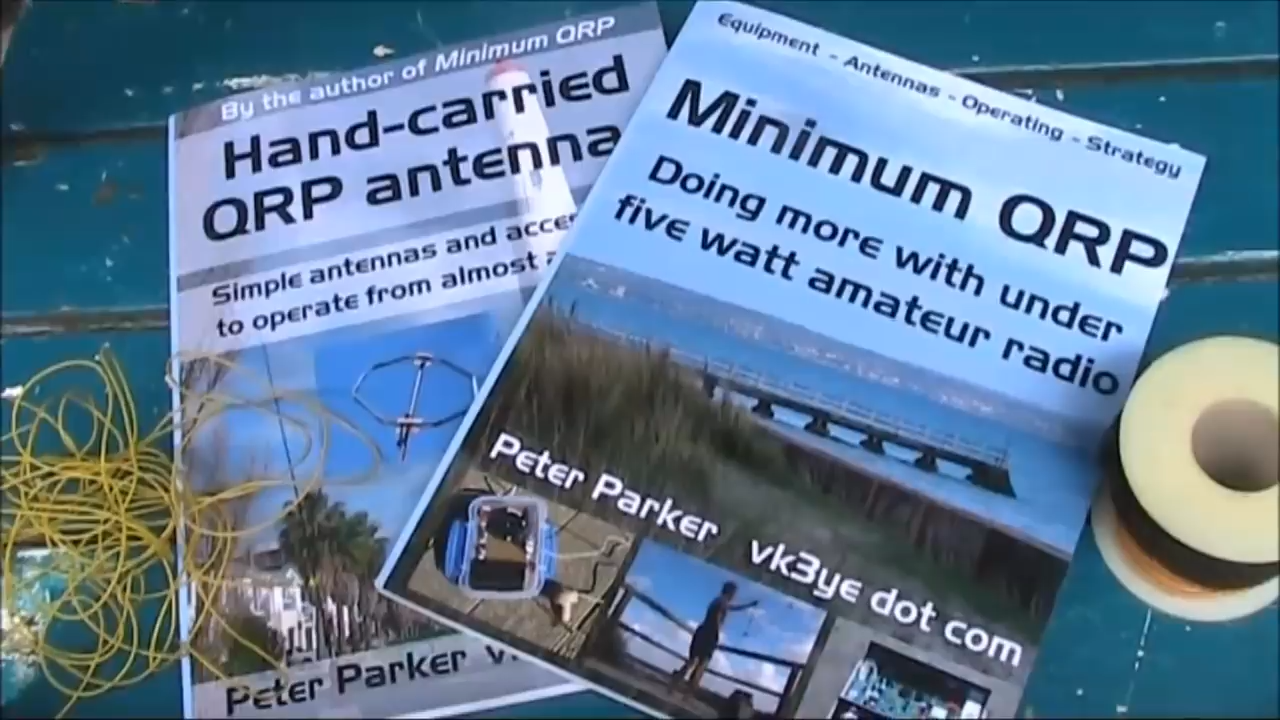 By the author of Minimum QRP
Hand-carried
QRP antenna
Simple antennas and acce
to operate from almost
Peter Parker v
Equipment - Antennas - Operating - Strategy
Minimum QRP
Doing more with under
five watt amateur radio
Peter Parker vk3ye dot com